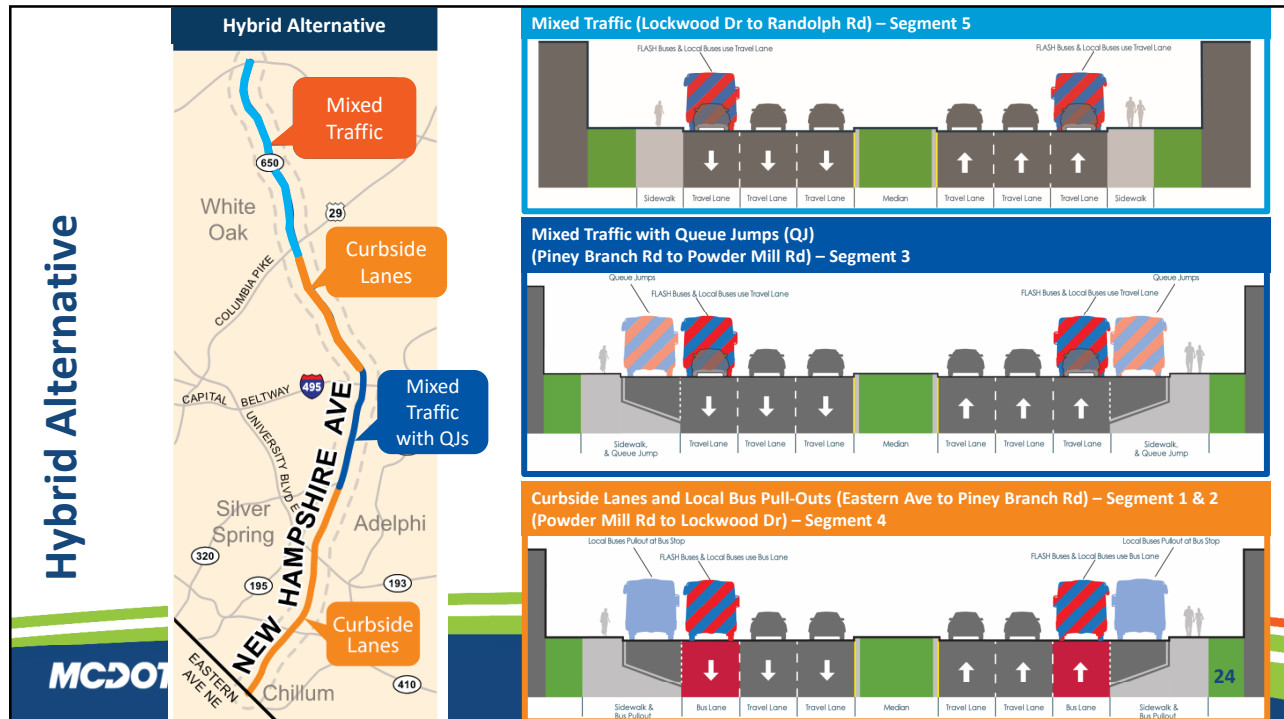 Hybrid Alternative
Hybrid Alternative
Mixed
Traffic
650
White
Oak
29
Curbside
Lanes
COLUMBIA PIKE
495
CAPITAL BELTWAY
Mixed
Traffic
with QJs
UNIVERSITY BLVD E
NEW HAMPSHIRE AVE
Silver
Spring
Adelphi
320
195
193
Curbside
Lanes
EASTERN
AVE NE
Chillum
410
MCDOT
Mixed Traffic (Lockwood Dr to Randolph Rd) – Segment 5
FLASH Buses & Local Buses use Travel Lane
FLASH Buses & Local Buses use Travel Lane
Sidewalk
Travel Lane
Travel Lane
Travel Lane
Median
Travel Lane
Travel Lane
Travel Lane
Sidewalk
Mixed Traffic with Queue Jumps (QJ)
(Piney Branch Rd to Powder Mill Rd) – Segment 3
Queue Jumps
Queue Jumps
FLASH Buses & Local Buses use Travel Lane
FLASH Buses & Local Buses use Travel Lane
Sidewalk,
& Queue Jump
Travel Lane
Travel Lane
Travel Lane
Median
Travel Lane
Travel Lane
Travel Lane
Sidewalk
& Queue Jump
Curbside Lanes and Local Bus Pull-Outs (Eastern Ave to Piney Branch Rd) – Segment 1 & 2
(Powder Mill Rd to Lockwood Dr) – Segment 4
Local Buses Pullout at Bus Stop
Local Buses Pullout at Bus Stop
FLASH Buses & Local Buses use Bus Lane
FLASH Buses & Local Buses use Bus Lane
24
Sidewalk &
Bus Pullout
Bus Lane
Travel Lane
Travel Lane
Median
Travel Lane
Travel Lane
Bus Lane
Sidewalk &
Bus Pullout